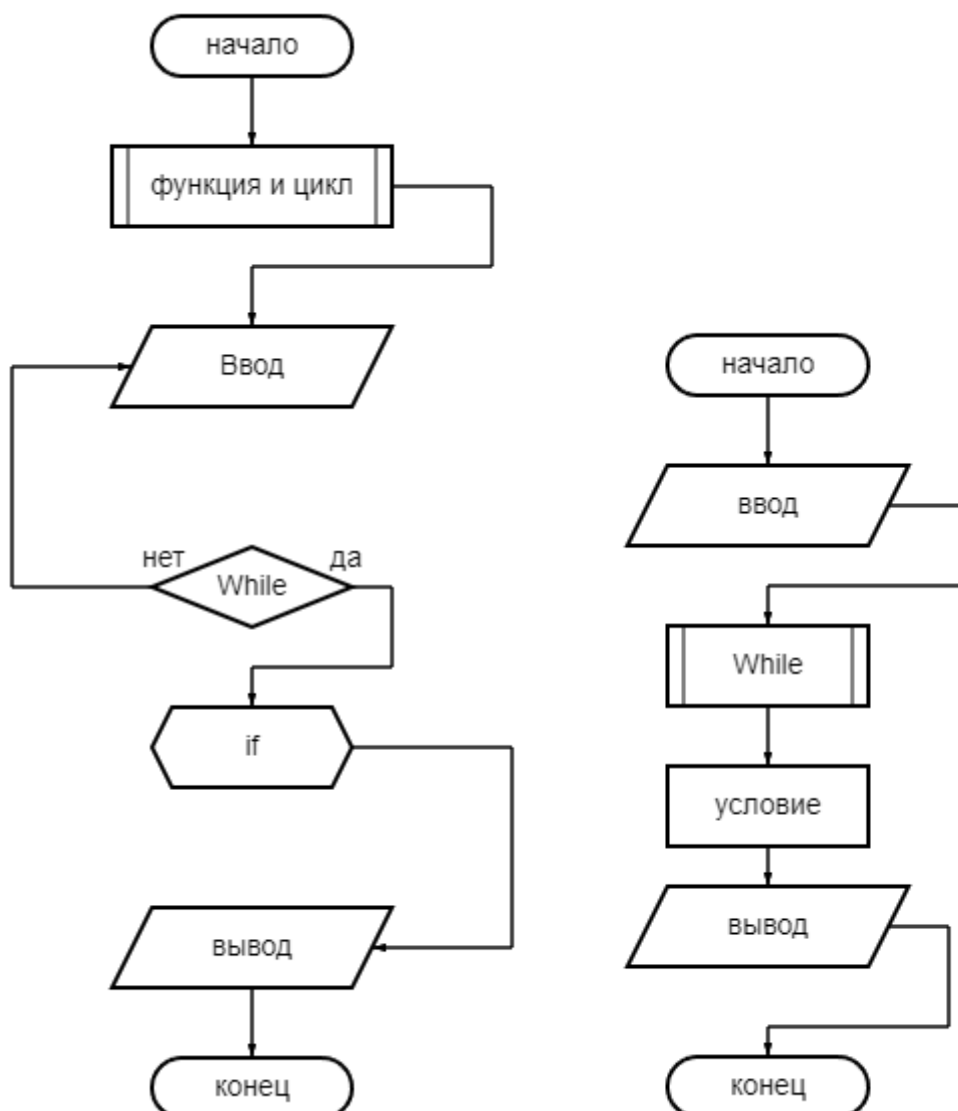 начало
функция и цикл
Ввод
нет
да
While
if
вывод
конец
начало
ввод
While
условие
вывод
конец